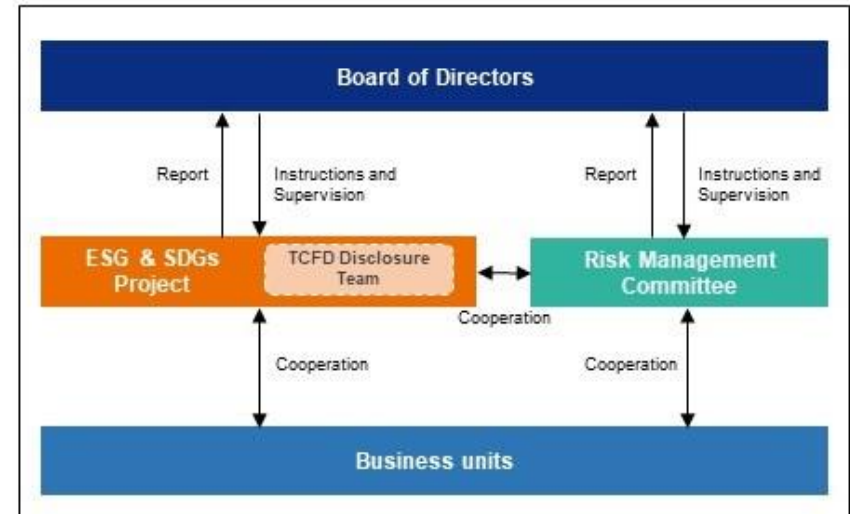 Board of Directors
Report
Instructions and
Supervision
Report
Instructions and
Supervision
ESG & SDGs
Project
TCFD Disclosure
Team
Risk Management
Committee
Cooperation
Cooperation
Cooperation
Business units